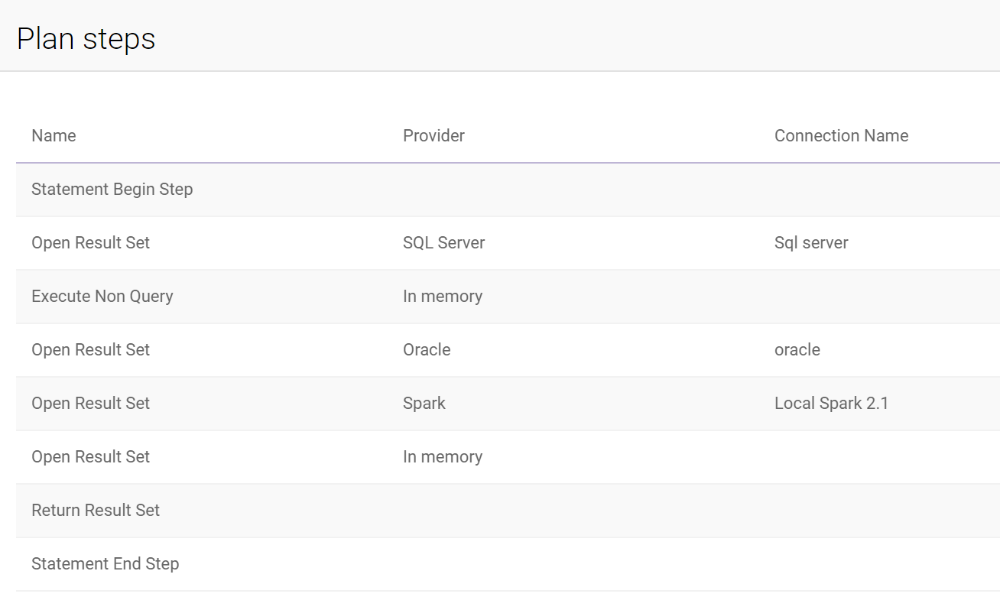 Plan steps
Name Provider Connection Name
Statement Begin Step
Open Result Set SQL Server Sql server
Execute Non Query In memory
Open Result Set Oracle oracle
Open Result Set Spark Local Spark 2.1
Open Result Set In memory
Return Result Set
Statement End Step